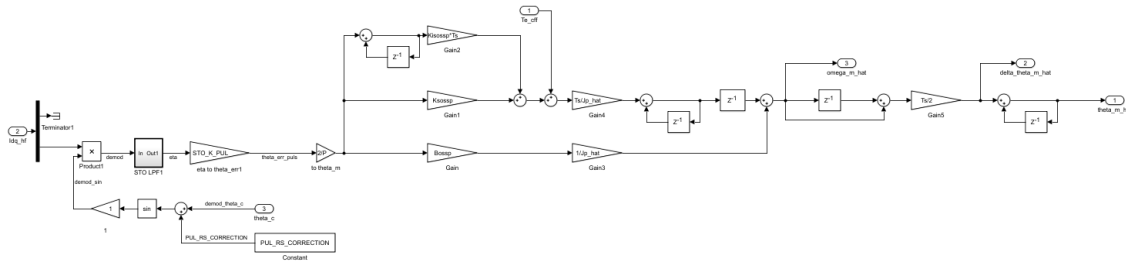 1
Te_cff
Kisossp*Ts
Gain2
Z-1
3
omega_m_hat
2
delta_theta_m_hat
Ksossp
Gain1
Ts/Jp_hat
Gain4
Z-1
Z-1
Z-1
Ts/2
Gain5
Z-1
1
theta_m_h
Terminator1
2
Idq_hf
×
Product1
demod
In Out1
STO LPF1
eta
STO_K_PUL
eta to theta_err1
theta_err_puls
2/P
to theta_m
Bossp
Gain
1/Jp_hat
Gain3
demod_sin
1
1
sin
demod_theta_c
3
theta_c
PUL_RS_CORRECTION
PUL_RS_CORRECTION
Constant